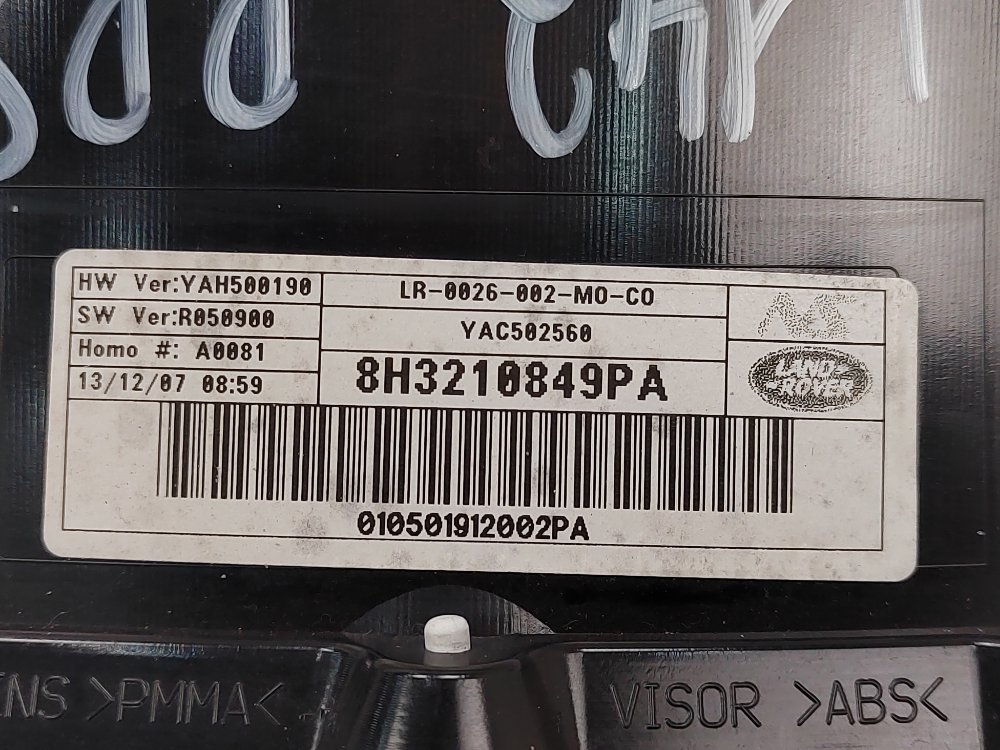 HW Ver:YAH500190
SW Ver:R050900
Homo #: A0081
13/12/07 08:59
LR-0026-002-MO-CO
YAC502560
8H3210849PA
LAND-
-ROVER
010501912002PA
>PMMA<
VISOR >ABS<